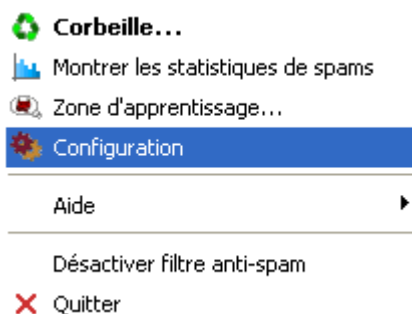 Corbeille...
Montrer les statistiques de spams
Zone d'apprentissage...
Configuration
Aide
Désactiver filtre anti-spam
Quitter